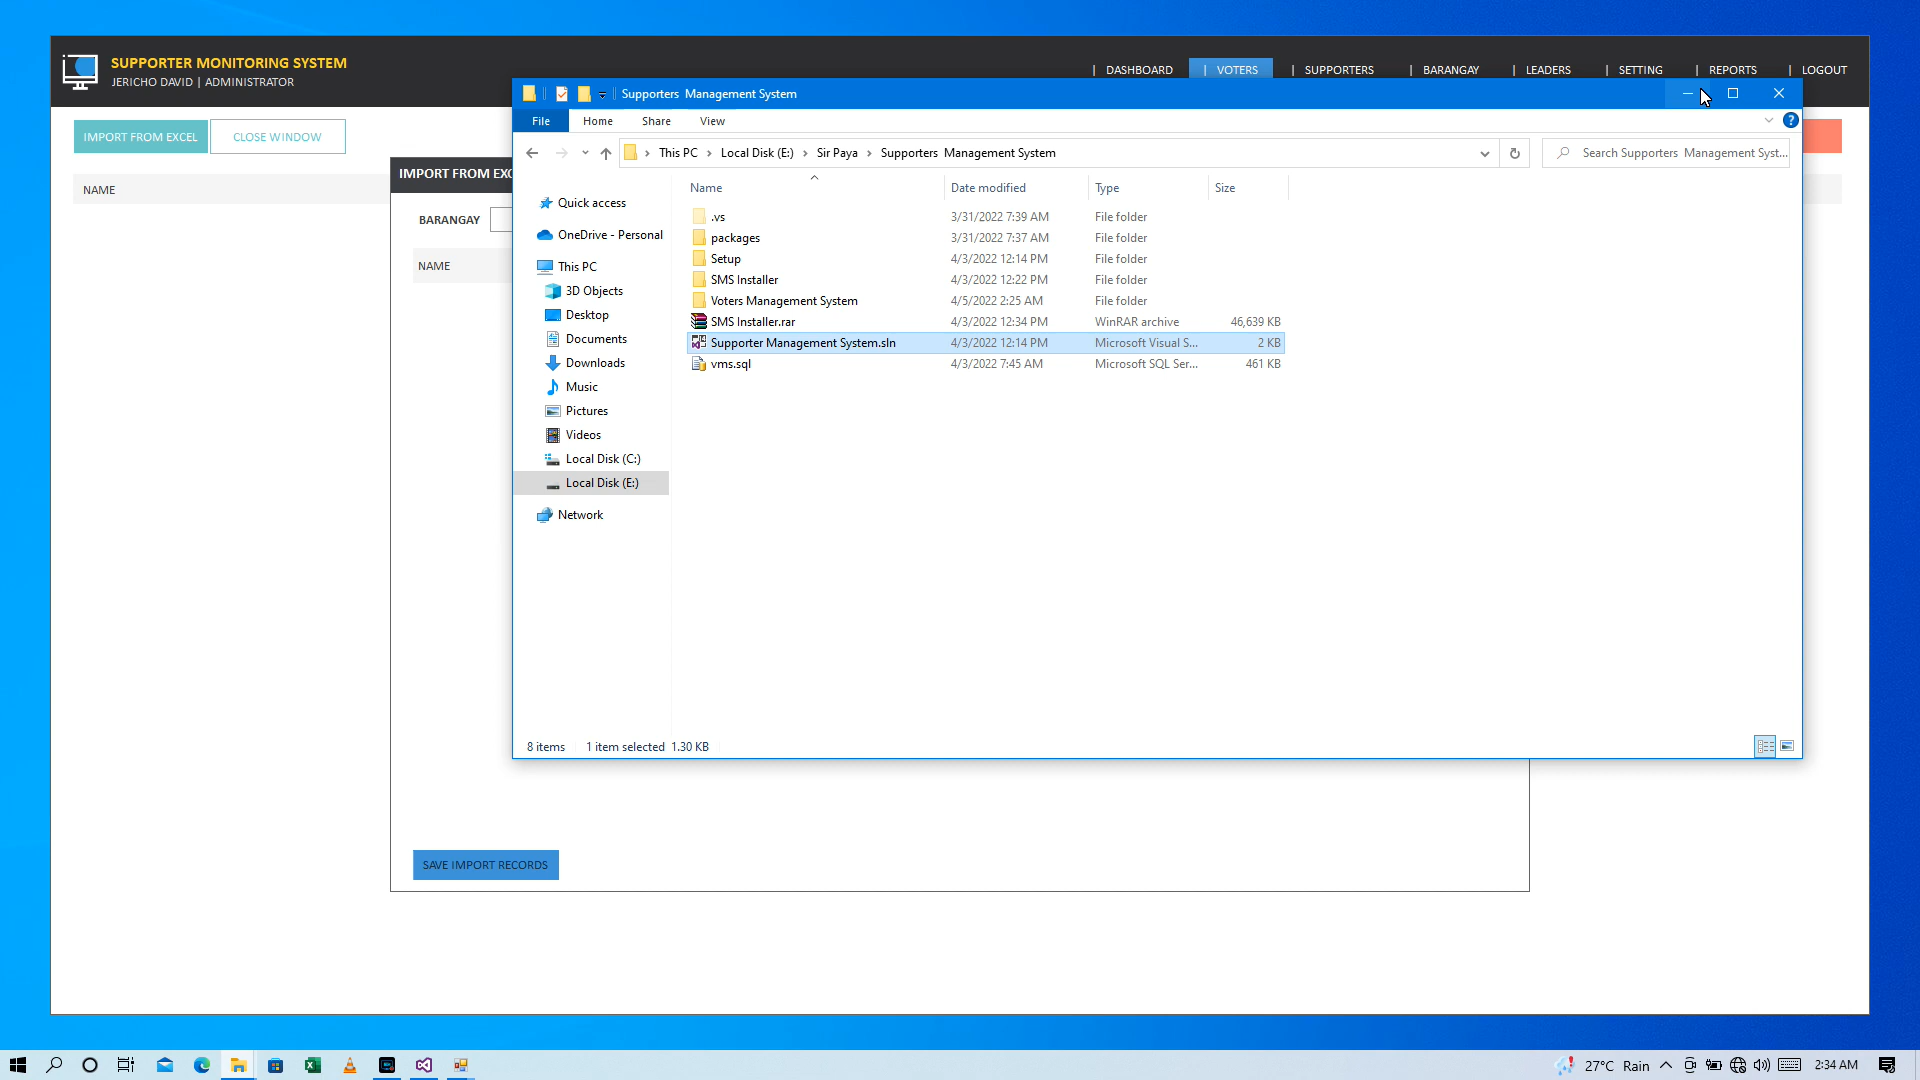 SUPPORTER MONITORING SYSTEM
JERICHO DAVID | ADMINISTRATOR
| DASHBOARD | VOTERS | SUPPORTERS | BARANGAY | LEADERS | SETTING | REPORTS | LOGOUT
IMPORT FROM EXCEL
CLOSE WINDOW
NAME
IMPORT FROM EXC
BARANGAY
NAME
SAVE IMPORT RECORDS
Supporters Management System
File Home Share View
This PC Local Disk (E:) Sir Paya Supporters Management System
Search Supporters Management Syst...
Quick access
OneDrive - Personal
This PC
3D Objects
Desktop
Documents
Downloads
Music
Pictures
Videos
Local Disk (C:)
Local Disk (E:)
Network
Name Date modified Type Size
.vs 3/31/2022 7:39 AM File folder
packages 3/31/2022 7:37 AM File folder
Setup 4/3/2022 12:14 PM File folder
SMS Installer 4/3/2022 12:22 PM File folder
Voters Management System 4/5/2022 2:25 AM File folder
SMS Installer.rar 4/3/2022 12:34 PM WinRAR archive 46,639 KB
Supporter Management System.sln 4/3/2022 12:14 PM Microsoft Visual S... 2 KB
vms.sql 4/3/2022 7:45 AM Microsoft SQL Ser... 461 KB
8 items 1 item selected 1.30 KB
27°C Rain 2:34 AM